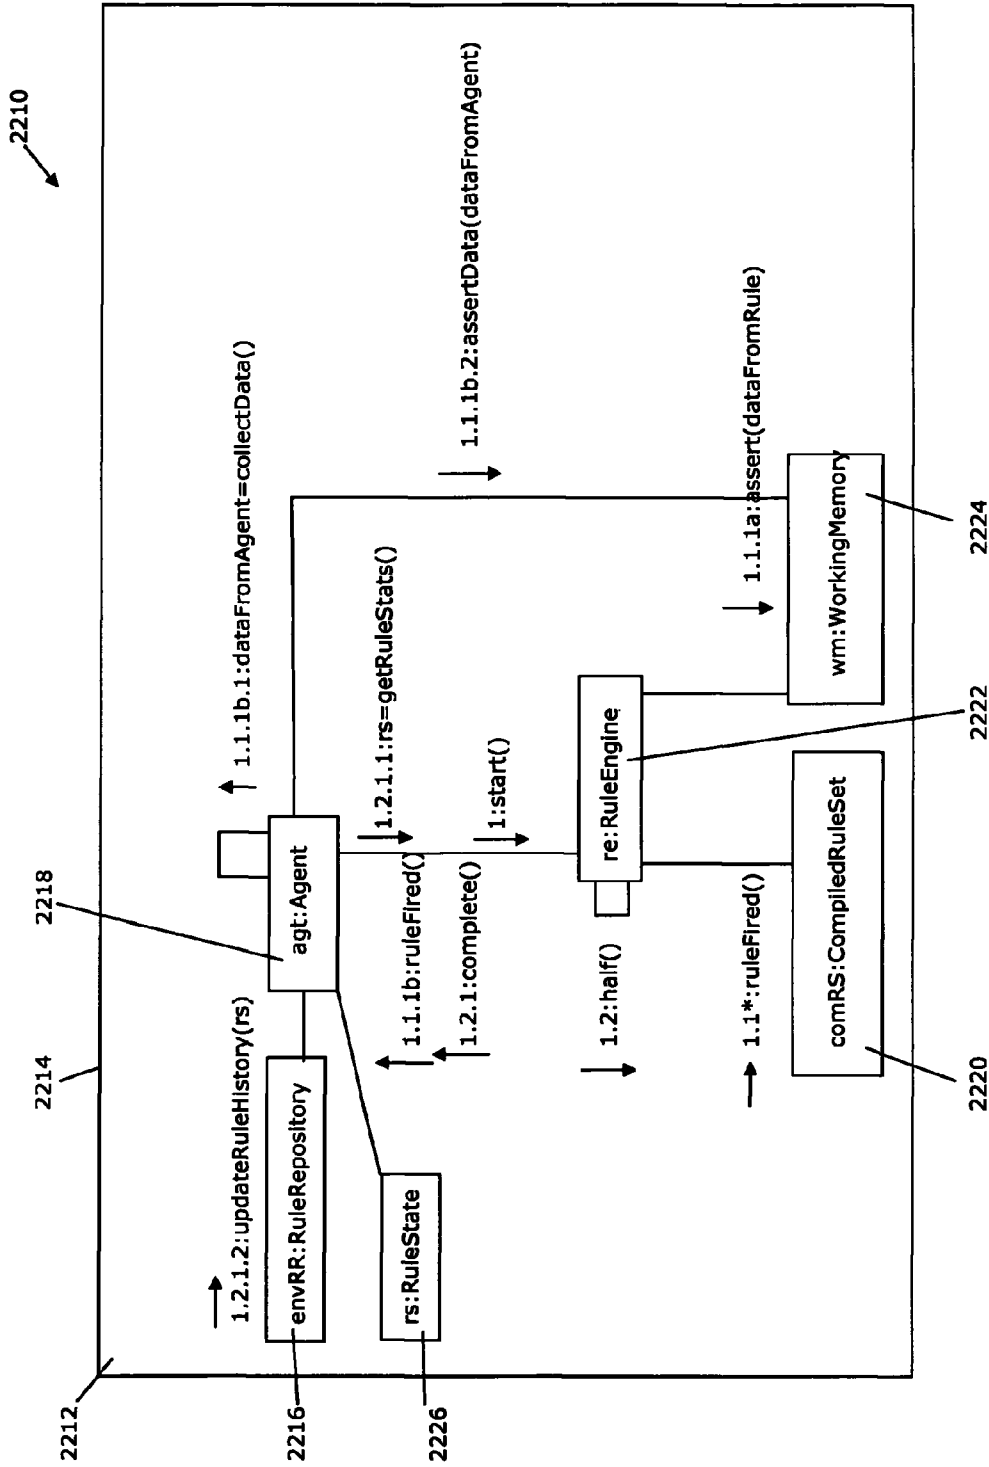 2210
1.1.1b.2:assertData(dataFromAgent)
1.1.1b.1:dataFromAgent=collectData()
1.1.1a:assert(dataFromRule)
1.2.1.1:rs=getRuleStats()
1:start()
wm:WorkingMemory
2224
re:RuleEngine
2222
2218
agt:Agent
1.1.1b:ruleFired()
1.2.1:complete()
1.2:half()
1.1*:ruleFired()
comRS:CompiledRuleSet
2220
2214
1.2.1.2:updateRuleHistory(rs)
envRR:RuleRepository
rs:RuleState
2212
2216
2226